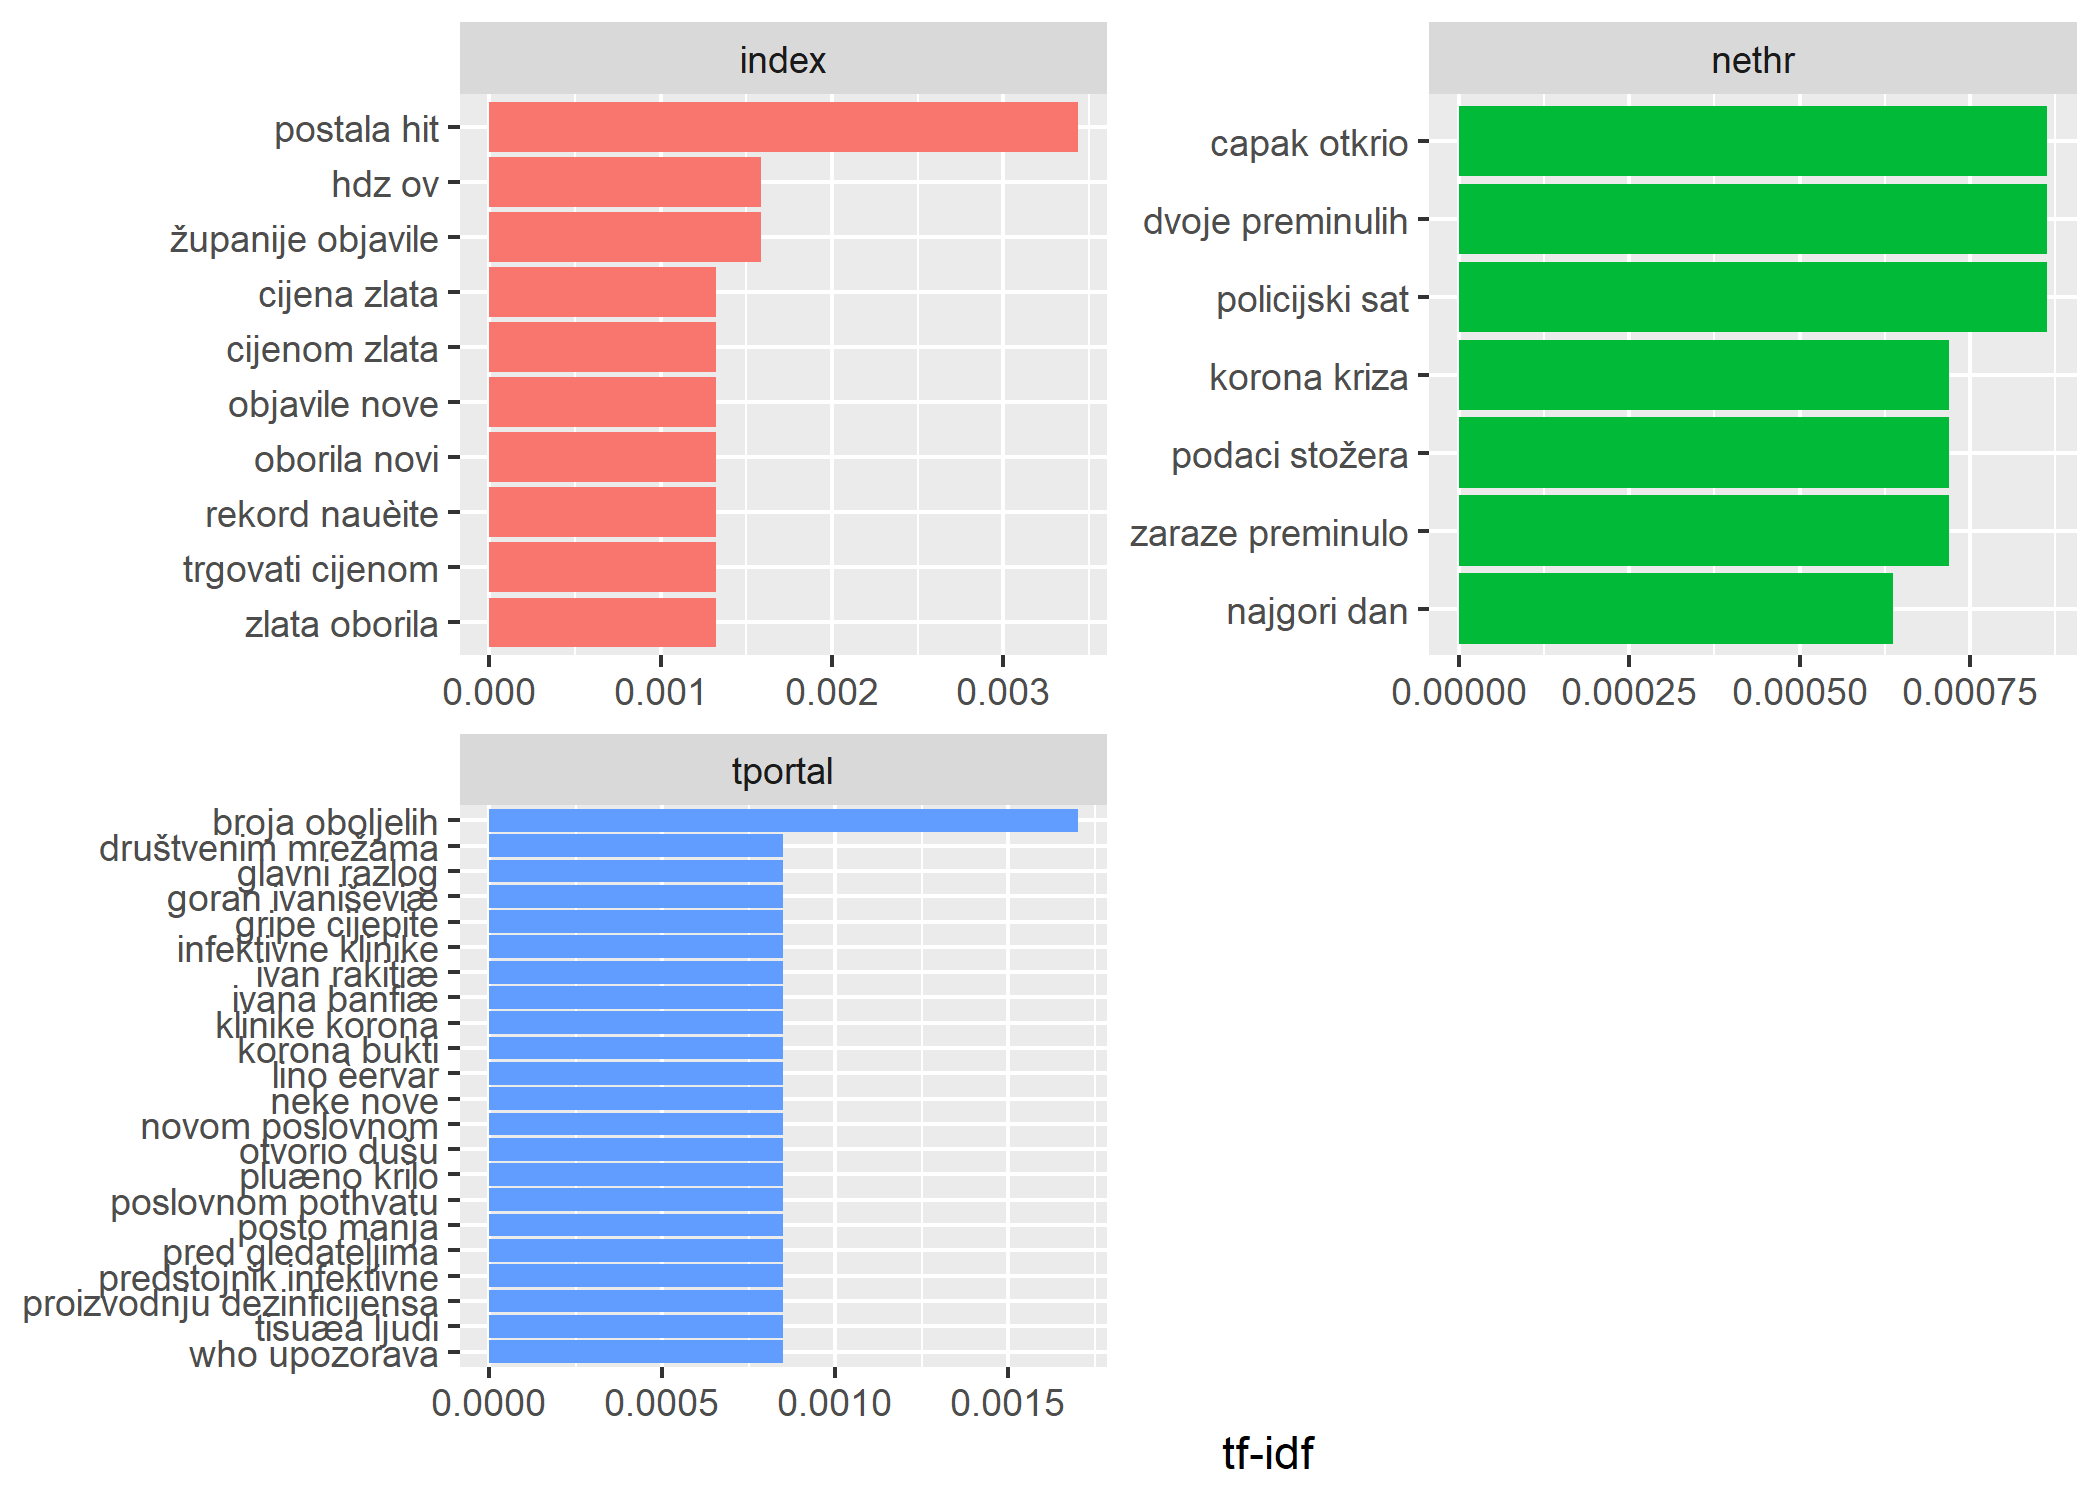 index
postala hit
hdz ov
županije objavile
cijena zlata
cijenom zlata
objavile nove
oborila novi
rekord nauèite
trgovati cijenom
zlata oborila
0.000 0.001 0.002 0.003
nethr
capak otkrio
dvoje preminulih
policijski sat
korona kriza
podaci stožera
zaraze preminulo
najgori dan
0.00000 0.00025 0.00050 0.00075
tportal
broja oboljelih
društvenim mrežama
glavni razlog
goran ivaniševiæ
gripe cijepite
infektivne klinike
ivan rakitiæ
ivana banfiæ
klinike korona
korona bukti
lino èervar
neke nove
novom poslovnom
otvorio dušu
pluæno krilo
poslovnom pothvatu
posto manja
pred gledateljima
predstojnik infektivne
proizvodnju dezinficijensa
tisuæa ljudi
who upozorava
0.0000 0.0005 0.0010 0.0015
tf-idf